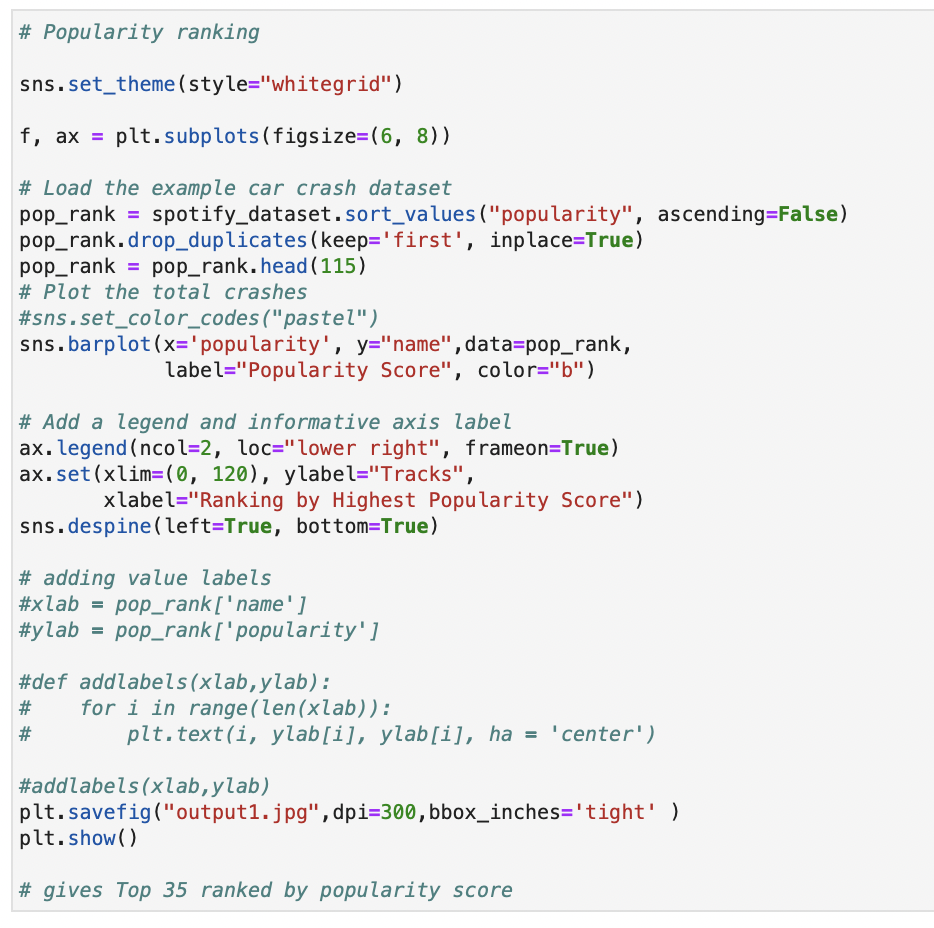 # Popularity ranking
sns.set_theme(style="whitegrid")
f, ax = plt.subplots(figsize=(6, 8))
# Load the example car crash dataset
pop_rank = spotify_dataset.sort_values("popularity", ascending=False)
pop_rank.drop_duplicates(keep='first', inplace=True)
pop_rank = pop_rank.head(115)
# Plot the total crashes
#sns.set_color_codes("pastel")
sns.barplot(x='popularity', y="name",data=pop_rank,
            label="Popularity Score", color="b")
# Add a legend and informative axis label
ax.legend(ncol=2, loc="lower right", frameon=True)
ax.set(xlim=(0, 120), ylabel="Tracks",
       xlabel="Ranking by Highest Popularity Score")
sns.despine(left=True, bottom=True)
# adding value labels
#xlab = pop_rank['name']
#ylab = pop_rank['popularity']
#def addlabels(xlab,ylab):
#    for i in range(len(xlab)):
#        plt.text(i, ylab[i], ylab[i], ha = 'center')
#addlabels(xlab,ylab)
plt.savefig("output1.jpg",dpi=300,bbox_inches='tight' )
plt.show()
# gives Top 35 ranked by popularity score